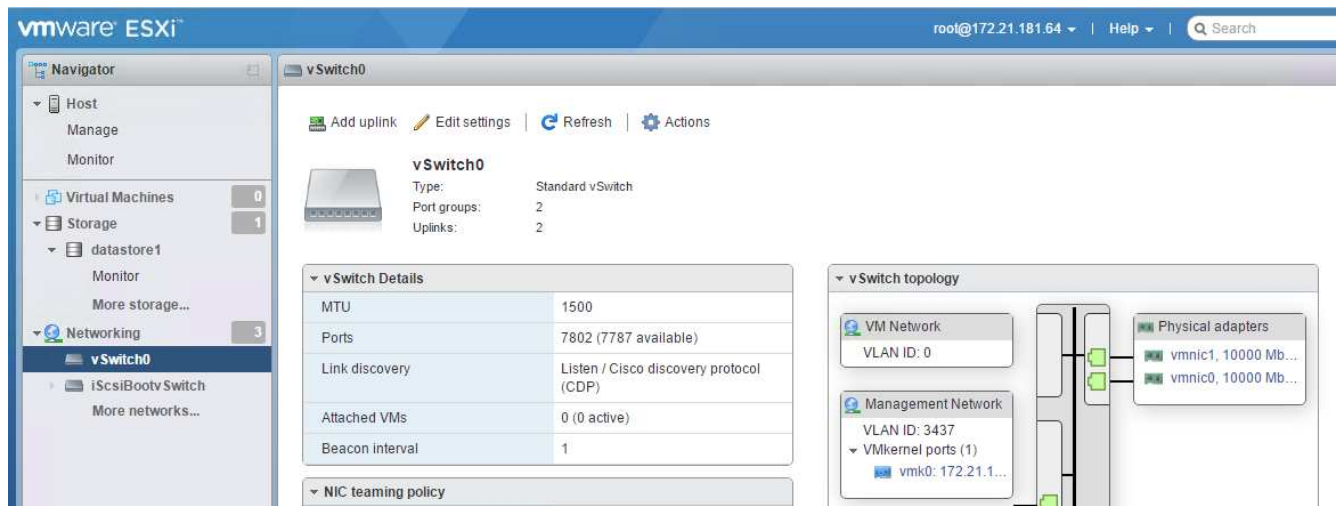 vmware ESXi™
root@172.21.181.64 | Help | Search
Navigator
Host
Manage
Monitor
Virtual Machines 0
Storage 1
datastore1
Monitor
More storage...
Networking 3
vSwitch0
iScsiBootvSwitch
More networks...
vSwitch0
Add uplink Edit settings | Refresh | Actions
vSwitch0
Type: Standard vSwitch
Port groups: 2
Uplinks: 2
vSwitch Details
MTU 1500
Ports 7802 (7787 available)
Link discovery Listen / Cisco discovery protocol
(CDP)
Attached VMs 0 (0 active)
Beacon interval 1
NIC teaming policy
vSwitch topology
VM Network
VLAN ID: 0
Management Network
VLAN ID: 3437
VMkernel ports (1)
vmk0: 172.21.1...
Physical adapters
vmnic1, 10000 Mb...
vmnic0, 10000 Mb...